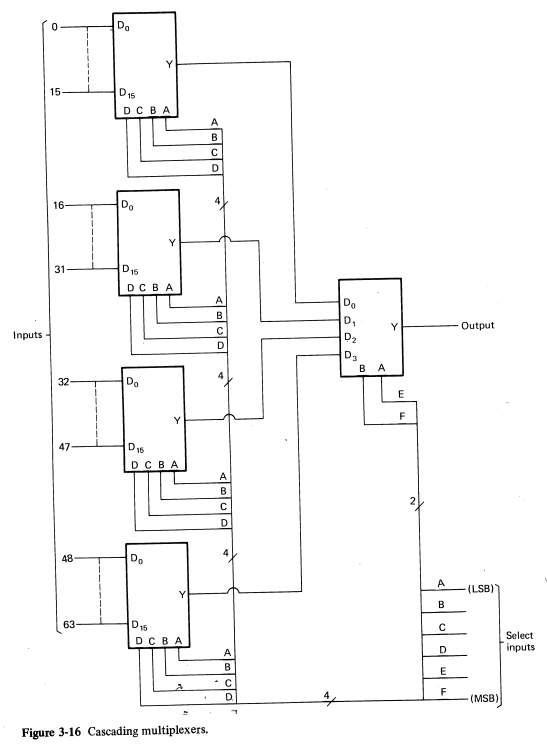 0
D0
Y
15
D15
D C B A
A
B
C
D
4
16
D0
Y
31
D15
D C B A
A
B
C
D
4
Inputs
D0
D1
D2
D3
Y
B A
Output
E
F
32
D0
Y
47
D15
D C B A
A
B
C
D
4
2
48
D0
Y
63
D15
D C B A
A
B
C
D
4
A (LSB)
B
C
D
E
F (MSB)
Select
inputs
Figure 3-16 Cascading multiplexers.